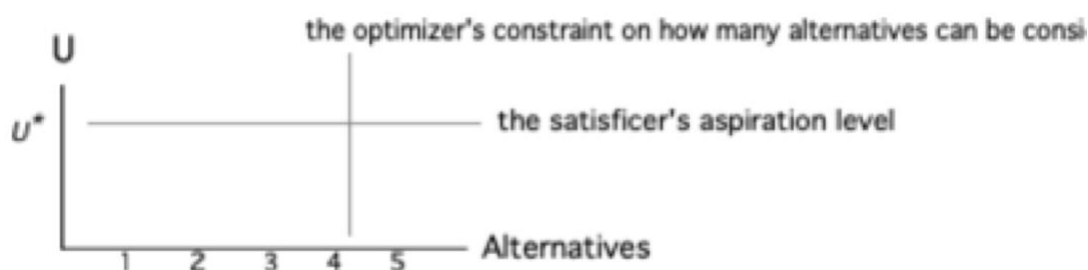 the optimizer's constraint on how many alternatives can be consi
U
U*
the satisficer's aspiration level
Alternatives
1 2 3 4 5